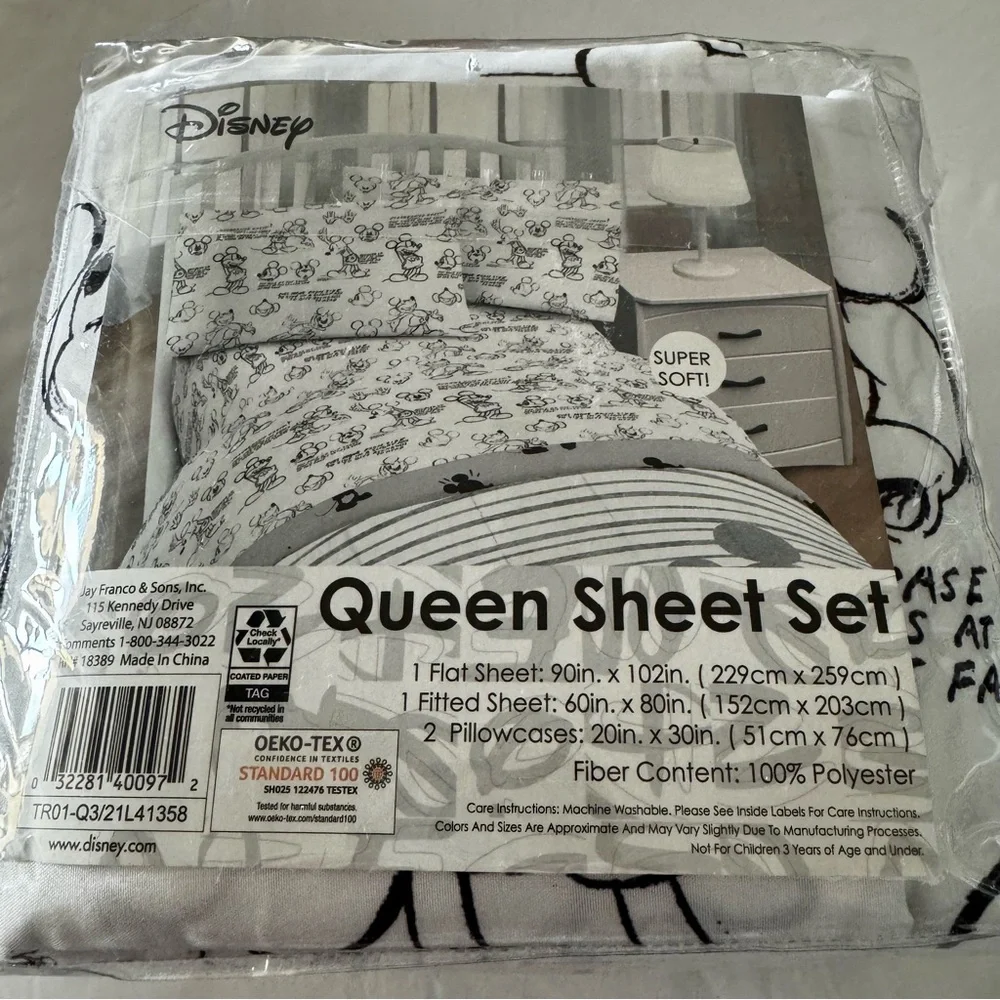 Disney
SUPER
SOFT!
Jay Franco & Sons, Inc.
115 Kennedy Drive
Sayreville, NJ 08872
omments 1-800-344-3022
# 18389 Made In China
Check
Locally*
COATED PAPER
TAG
*Not recycled in
all communities
Queen Sheet Set
1 Flat Sheet: 90in. x 102in. ( 229cm x 259cm )
1 Fitted Sheet: 60in. x 80in. ( 152cm x 203cm )
2 Pillowcases: 20in. x 30in. ( 51cm x 76cm )
Fiber Content: 100% Polyester
Care Instructions: Machine Washable. Please See Inside Labels For Care Instructions.
Colors And Sizes Are Approximate And May Vary Slightly Due To Manufacturing Processes.
Not For Children 3 Years of Age and Under.
0 32281 40097 2
TR01-Q3/21L41358
www.disney.com
OEKO-TEX®
CONFIDENCE IN TEXTILES
STANDARD 100
SH025 122476 TESTEX
Tested for harmful substances.
www.oeko-tex.com/standard100
ASE
S AT
FA